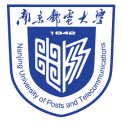 南京邮电大学
1942
Nanjing University of Posts and Telecommunications